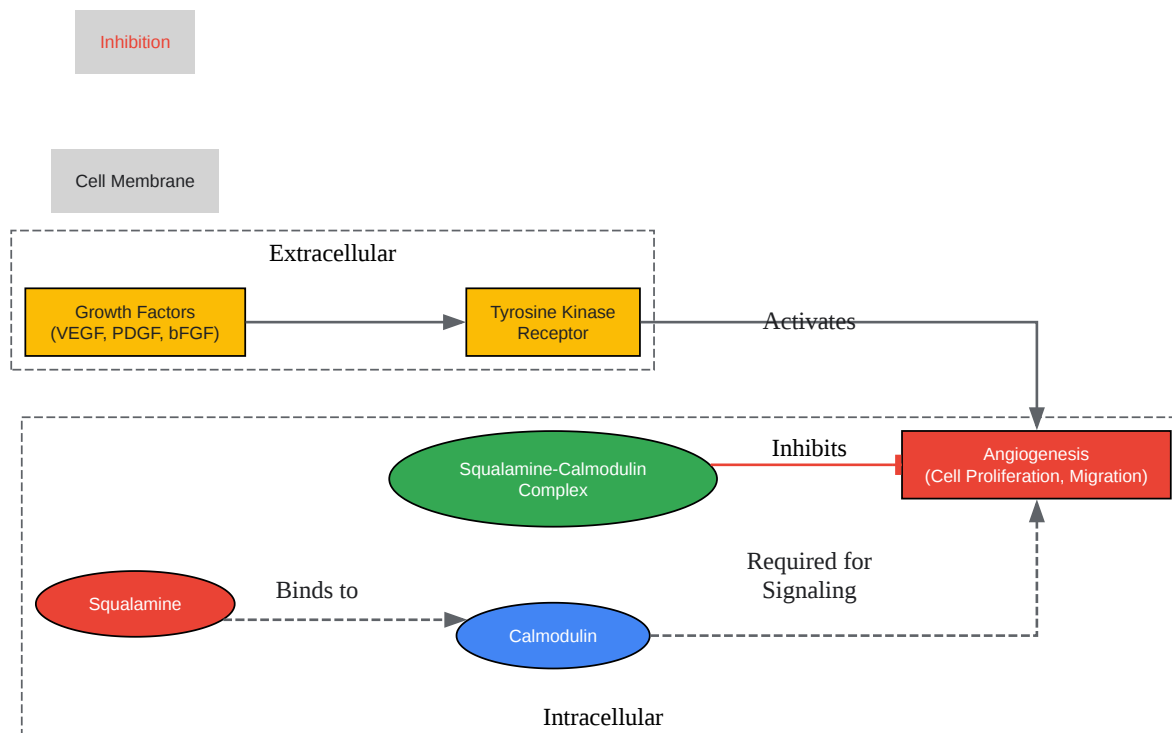 Inhibition
Cell Membrane
Extracellular
Growth Factors
(VEGF, PDGF, bFGF)
Tyrosine Kinase
Receptor
Activates
Squalamine-Calmodulin
Complex
Inhibits
Angiogenesis
(Cell Proliferation, Migration)
Squalamine
Binds to
Calmodulin
Required for
Signaling
Intracellular